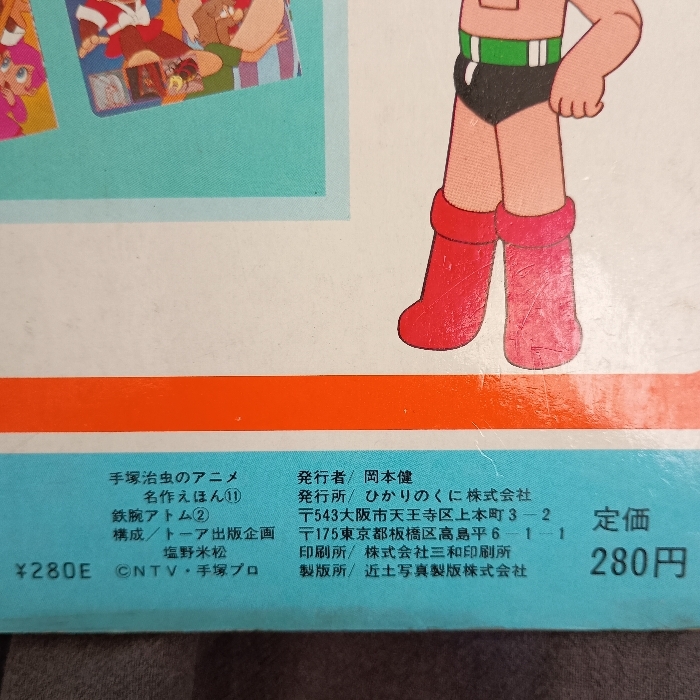 手塚治虫のアニメ
名作えほん⑪
鉄腕アトム②
構成/トーア出版企画
塩野米松
¥280E ©NTV・手塚プロ
発行者/ 岡本健
発行所/ ひかりのくに株式会社
〒543大阪市天王寺区上本町3-2
〒175東京都板橋区高島平6-1-1
印刷所/ 株式会社三和印刷所
製版所/ 近土写真製版株式会社
定価
280円